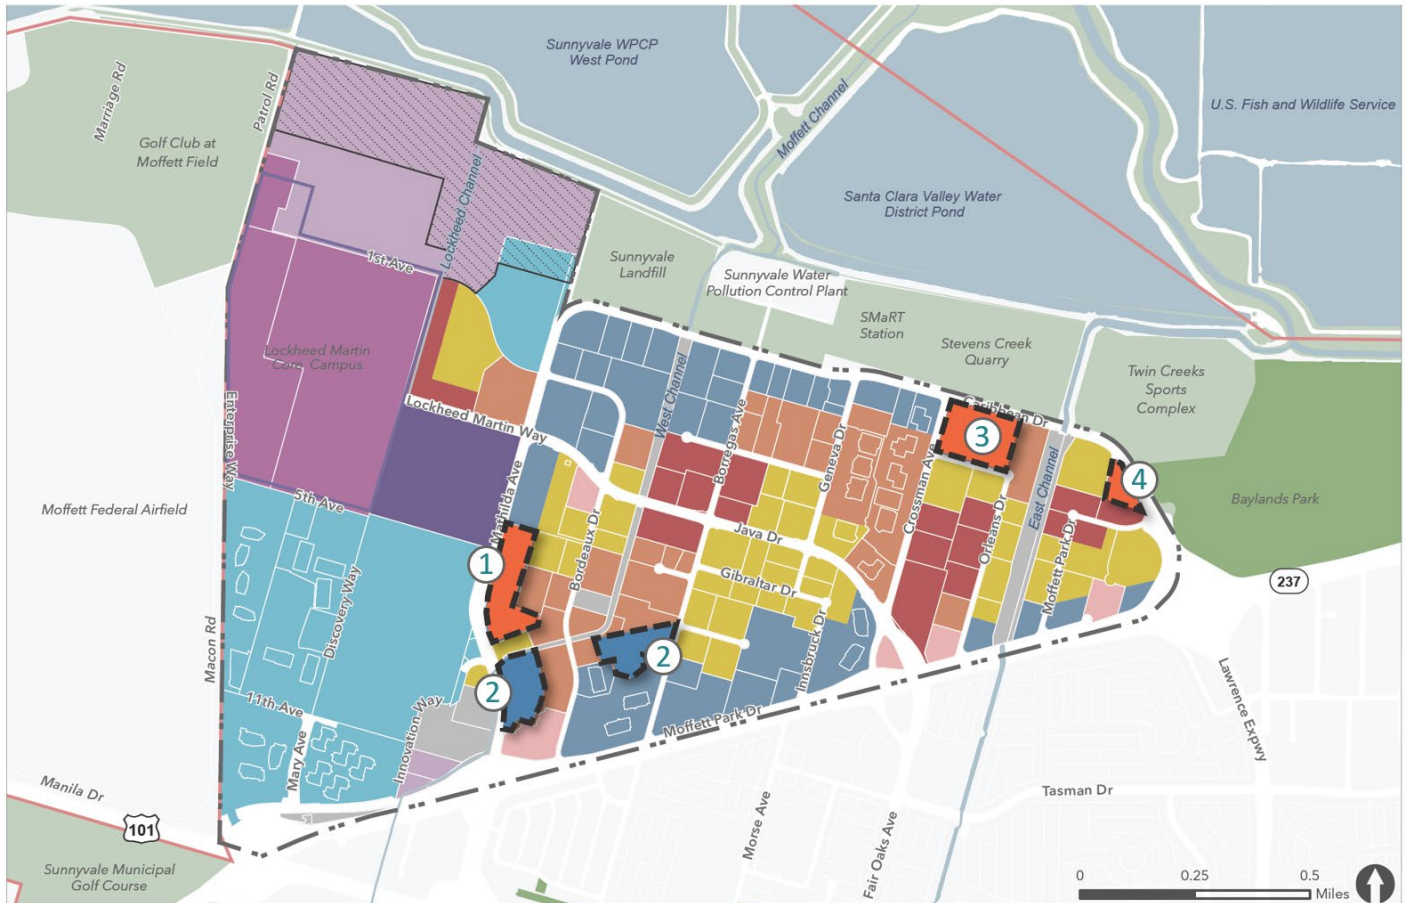 Sunnyvale WPCP
West Pond
U.S. Fish and Wildlife Service
Marriage Rd
Patrol Rd
Moffett Channel
Golf Club at
Moffett Field
Lockheed Channel
Santa Clara Valley Water
District Pond
1st Ave
Sunnyvale
Landfill
Sunnyvale Water
Pollution Control Plant
SMaRT
Station
Stevens Creek
Quarry
Lockheed Martin
Core Campus
Twin Creeks
Sports
Complex
West Channel
Caribbean Dr
Lockheed Martin Way
Borregas Ave
Geneva Dr
3
Enterprise Way
Mathilda Ave
Crossman Ave
East Channel
4
5th Ave
Baylands Park
Moffett Federal Airfield
Java Dr
Orleans Dr
Bordeaux Dr
1
Gibraltar Dr
Moffett Park Dr
237
Discovery Way
Macon Rd
Innsbruck Dr
2
2
11th Ave
Innovation Way
Moffett Park Dr
Lawrence Expwy
Mary Ave
Manila Dr
Tasman Dr
101
Morse Ave
Fair Oaks Ave
Sunnyvale Municipal
Golf Course
0
0.25
0.5
Miles